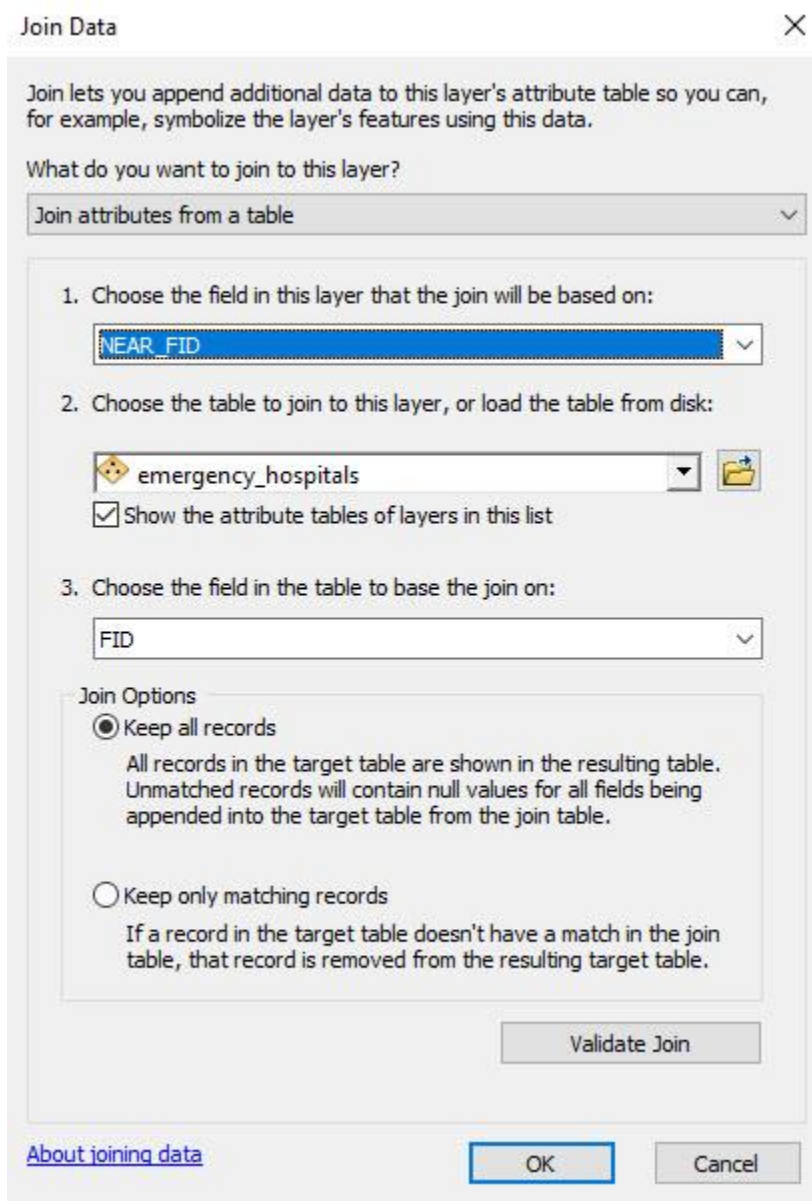 Join Data
Join lets you append additional data to this layer's attribute table so you can,
for example, symbolize the layer's features using this data.
What do you want to join to this layer?
Join attributes from a table
1. Choose the field in this layer that the join will be based on:
NEAR_FID
2. Choose the table to join to this layer, or load the table from disk:
emergency_hospitals
Show the attribute tables of layers in this list
3. Choose the field in the table to base the join on:
FID
Join Options
Keep all records
All records in the target table are shown in the resulting table.
Unmatched records will contain null values for all fields being
appended into the target table from the join table.
Keep only matching records
If a record in the target table doesn't have a match in the join
table, that record is removed from the resulting target table.
Validate Join
About joining data
OK
Cancel